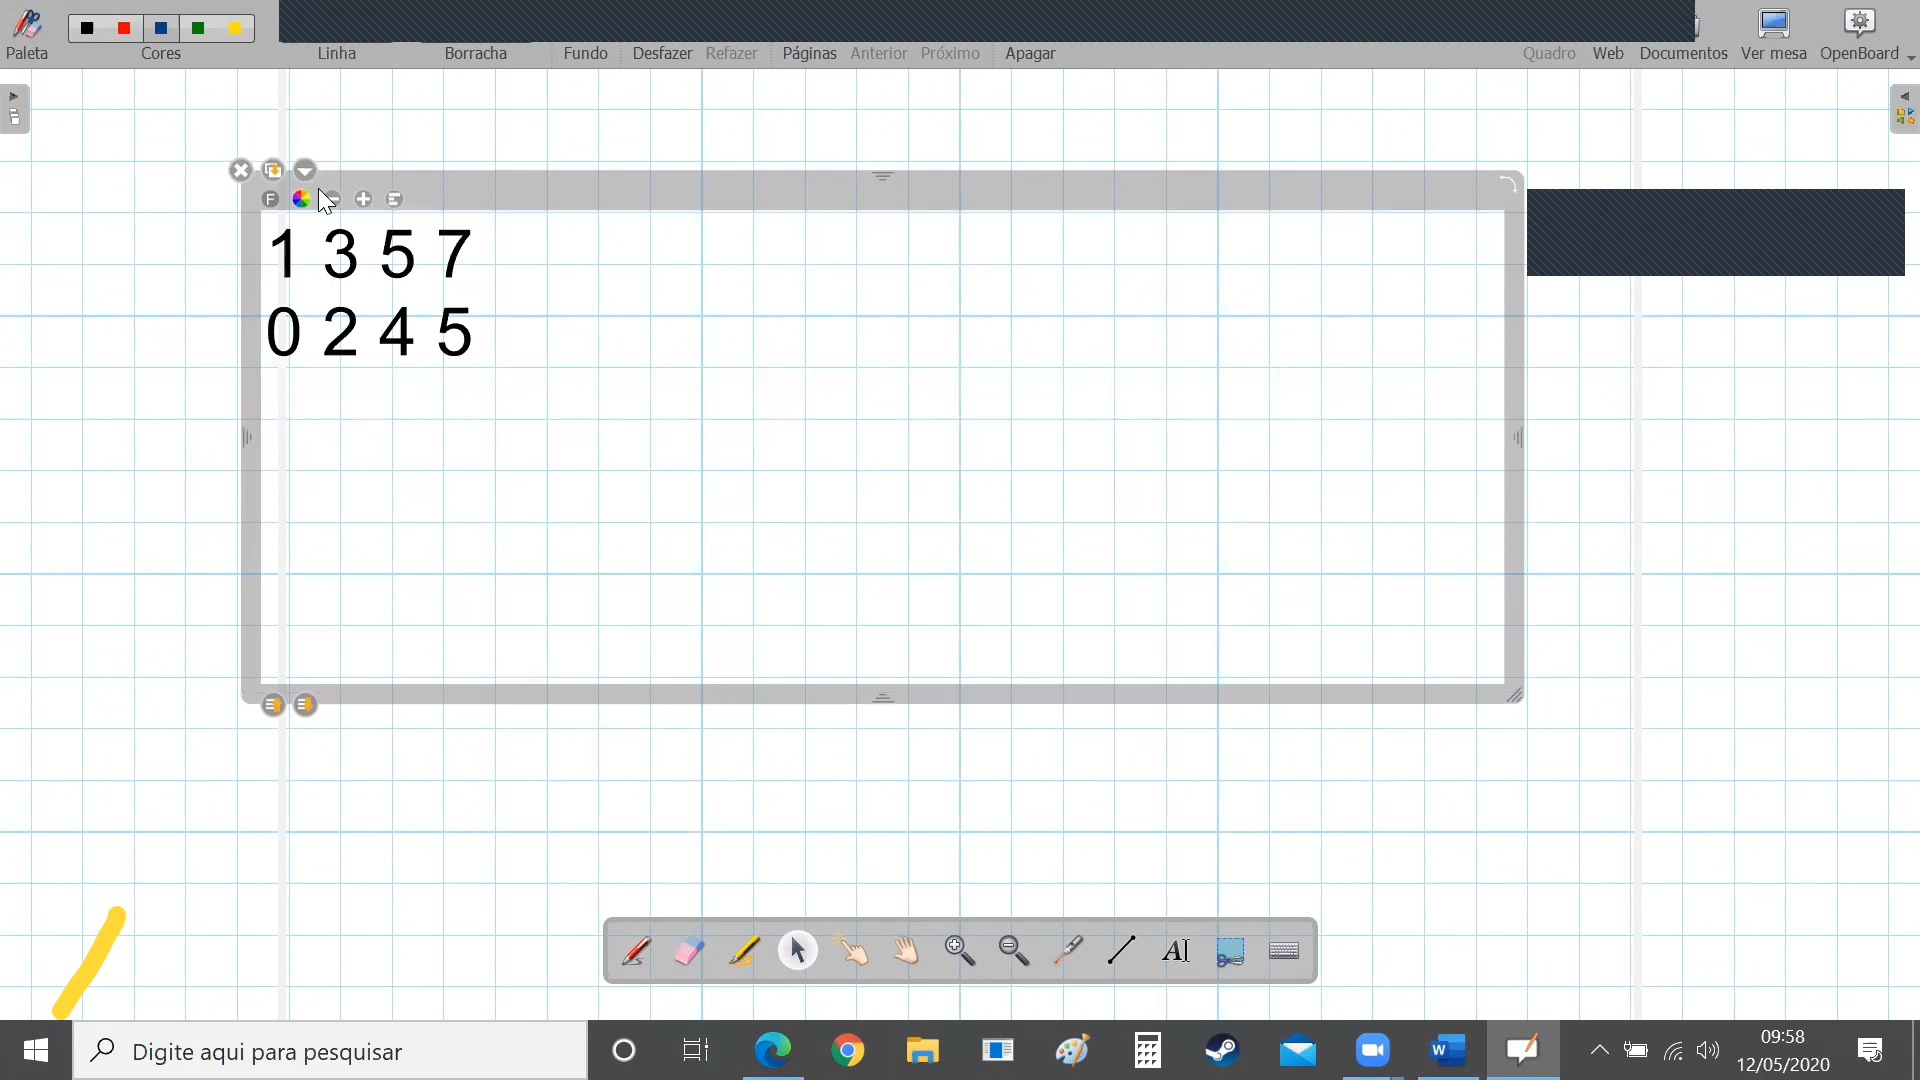 Paleta Cores Linha Borracha Fundo Desfazer Refazer Páginas Anterior Próximo Apagar Quadro Web Documentos Ver mesa OpenBoard
F
1 3 5 7
0 2 4 5
AI
Digite aqui para pesquisar
W
09:58
12/05/2020